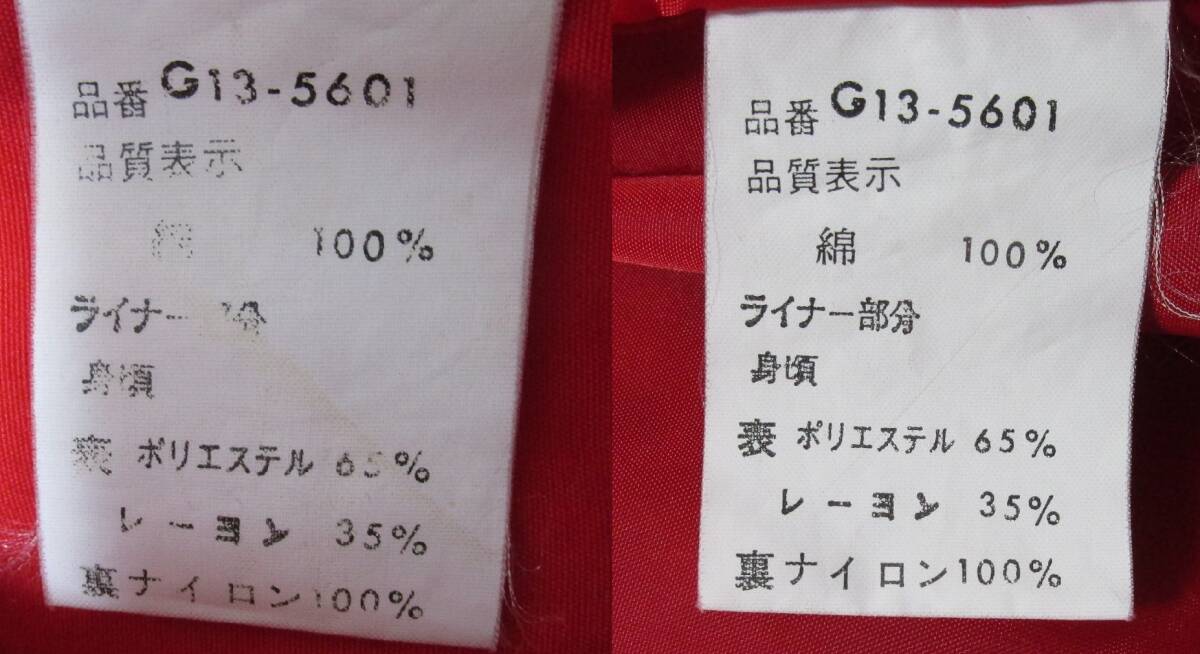 品番 G13-5601
品質表示
綿 100%
ライナー部分
身頃
表 ポリエステル 65%
レーヨン 35%
裏ナイロン100%
品番 G13-5601
品質表示
綿 100%
ライナー部分
身頃
表 ポリエステル 65%
レーヨン 35%
裏ナイロン100%